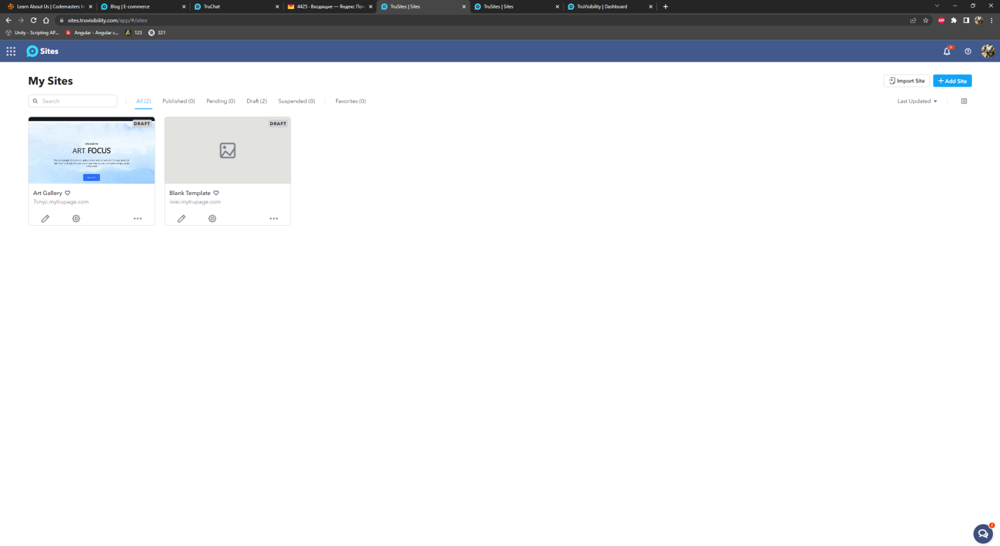 Learn About Us | Codemasters In
Blog | E-commerce
TruChat
4425 · Входящие — Яндекс Поч
TruSites | Sites
TruSites | Sites
TruVisibility | Dashboard
sites.truvisibility.com/app/#/sites
ABP
Unity - Scripting AP...
Angular - Angular c...
123
321
Sites
4
My Sites
Import Site
Add Site
Search
All (2)
Published (0)
Pending (0)
Draft (2)
Suspended (0)
Favorites (0)
Last Updated
DRAFT
ART FOCUS
DRAFT
Art Gallery
7cnyc.mytrupage.com
Blank Template
rsiei.mytrupage.com
2